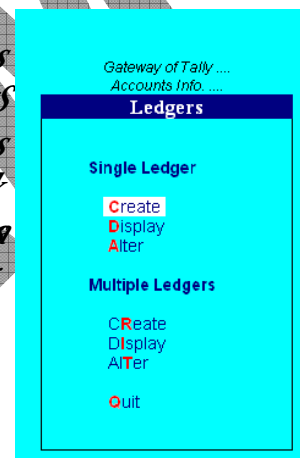 Gateway of Tally ....
Accounts Info. ....
Ledgers
Single Ledger
Create
Display
Alter
Multiple Ledgers
CReate
DIsplay
AlTer
Quit